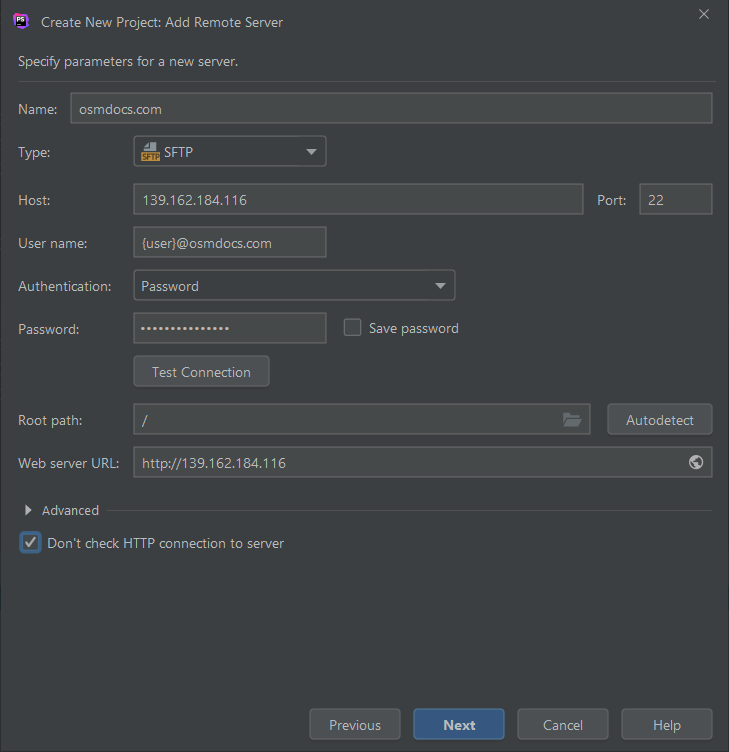 PS
Create New Project: Add Remote Server
Specify parameters for a new server.
Name: osmdocs.com
Type: SFTP SFTP
Host: 139.162.184.116 Port: 22
User name: {user}@osmdocs.com
Authentication: Password
Password: ••••••••••••••• Save password
Test Connection
Root path: / Autodetect
Web server URL: http://139.162.184.116
Advanced
Don't check HTTP connection to server
Previous Next Cancel Help